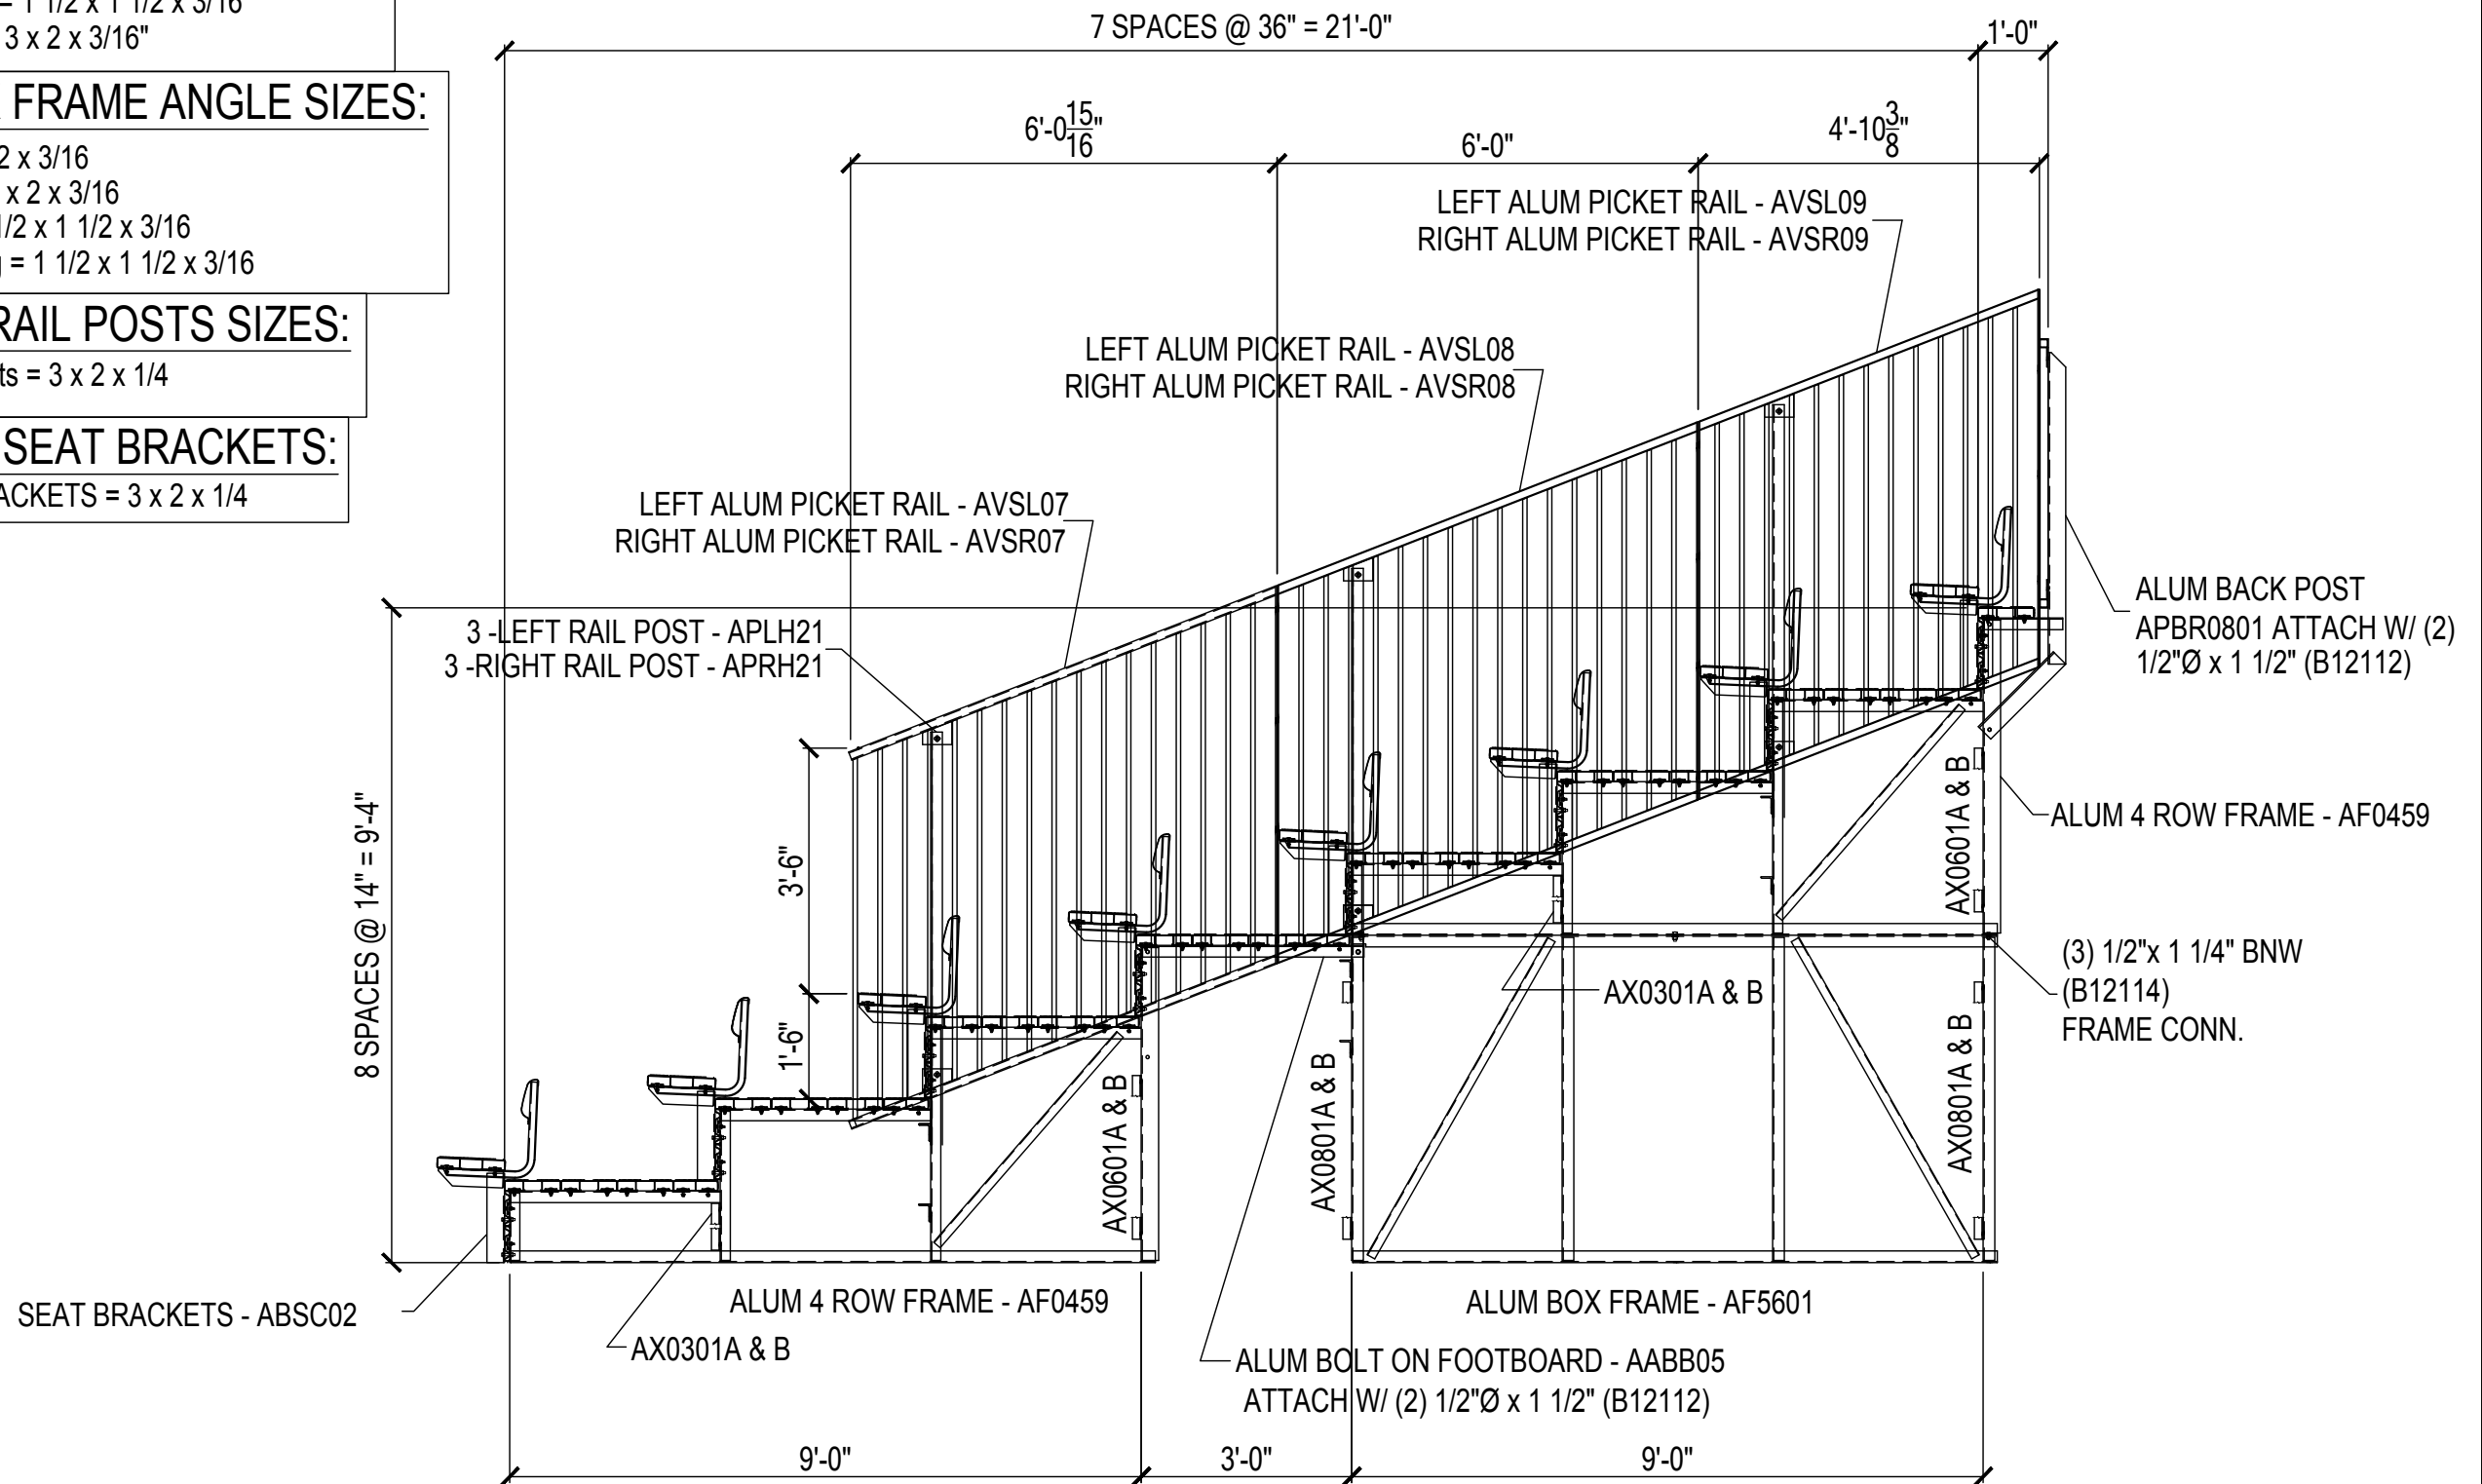 = 1 1/2 x 1 1/2 x 3/16
3 x 2 x 3/16"
FRAME ANGLE SIZES:
2 x 3/16
x 2 x 3/16
1/2 x 1 1/2 x 3/16
= 1 1/2 x 1 1/2 x 3/16
RAIL POSTS SIZES:
ts = 3 x 2 x 1/4
SEAT BRACKETS:
ACKETS = 3 x 2 x 1/4
7 SPACES @ 36" = 21'-0"
1'-0"
6'-0 15/16"
6'-0"
4'-10 3/8"
LEFT ALUM PICKET RAIL - AVSL09
RIGHT ALUM PICKET RAIL - AVSR09
LEFT ALUM PICKET RAIL - AVSL08
RIGHT ALUM PICKET RAIL - AVSR08
LEFT ALUM PICKET RAIL - AVSL07
RIGHT ALUM PICKET RAIL - AVSR07
3 -LEFT RAIL POST - APLH21
3 -RIGHT RAIL POST - APRH21
ALUM BACK POST
APBR0801 ATTACH W/ (2)
1/2"Ø x 1 1/2" (B12112)
8 SPACES @ 14" = 9'-4"
3'-6"
1'-6"
AX0601A & B
ALUM 4 ROW FRAME - AF0459
(3) 1/2"x 1 1/4" BNW
(B12114)
FRAME CONN.
AX0301A & B
AX0601A & B
AX0801A & B
AX0801A & B
SEAT BRACKETS - ABSC02
ALUM 4 ROW FRAME - AF0459
AX0301A & B
ALUM BOX FRAME - AF5601
ALUM BOLT ON FOOTBOARD - AABB05
ATTACH W/ (2) 1/2"Ø x 1 1/2" (B12112)
9'-0"
3'-0"
9'-0"